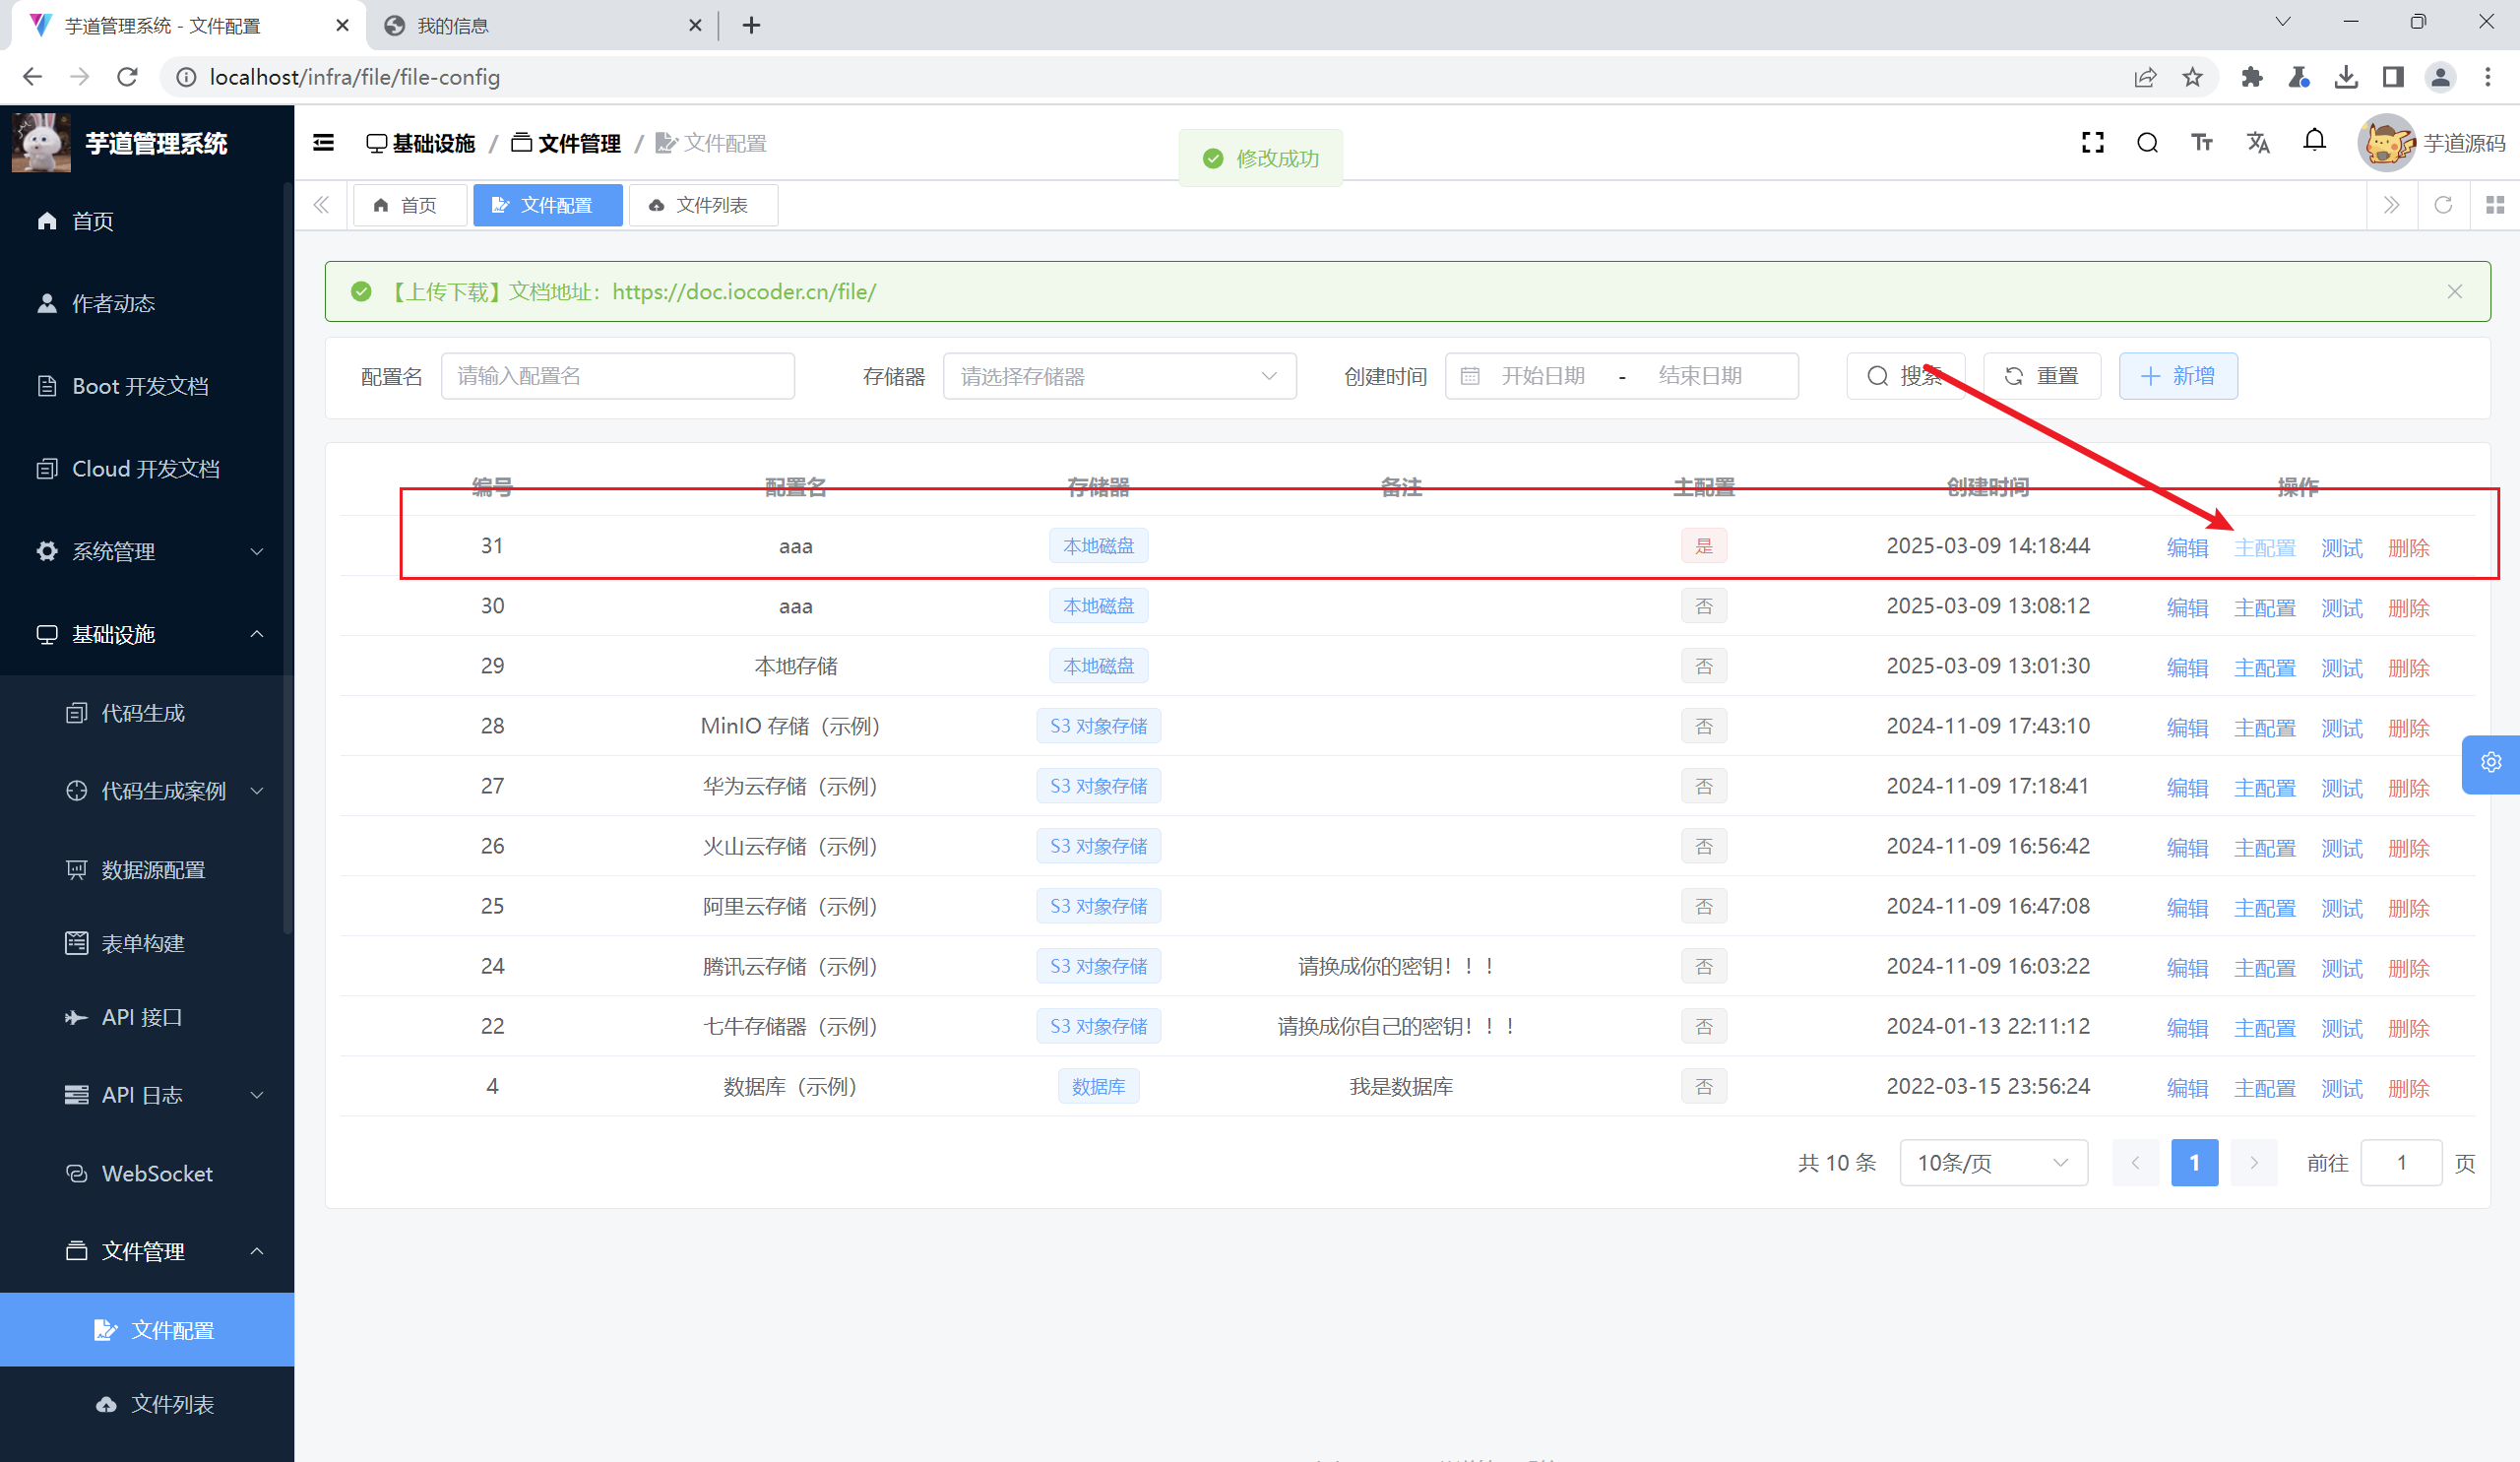 芋道管理系统 - 文件配置
我的信息
localhost/infra/file/file-config
芋道管理系统
基础设施 / 文件管理 / 文件配置
修改成功
芋道源码
首页 文件配置 文件列表
首页
作者动态
Boot 开发文档
Cloud 开发文档
系统管理
基础设施
代码生成
代码生成案例
数据源配置
表单构建
API 接口
API 日志
WebSocket
文件管理
文件配置
文件列表
【上传下载】文档地址：https://doc.iocoder.cn/file/
配置名 请输入配置名 存储器 请选择存储器 创建时间 开始日期 - 结束日期 搜索 重置 新增
编号 配置名 存储器 备注 主配置 创建时间 操作
31 aaa 本地磁盘 是 2025-03-09 14:18:44 编辑 主配置 测试 删除
30 aaa 本地磁盘 否 2025-03-09 13:08:12 编辑 主配置 测试 删除
29 本地存储 本地磁盘 否 2025-03-09 13:01:30 编辑 主配置 测试 删除
28 MinIO 存储（示例） S3 对象存储 否 2024-11-09 17:43:10 编辑 主配置 测试 删除
27 华为云存储（示例） S3 对象存储 否 2024-11-09 17:18:41 编辑 主配置 测试 删除
26 火山云存储（示例） S3 对象存储 否 2024-11-09 16:56:42 编辑 主配置 测试 删除
25 阿里云存储（示例） S3 对象存储 否 2024-11-09 16:47:08 编辑 主配置 测试 删除
24 腾讯云存储（示例） S3 对象存储 请换成你的密钥！！！ 否 2024-11-09 16:03:22 编辑 主配置 测试 删除
22 七牛存储器（示例） S3 对象存储 请换成你自己的密钥！！！ 否 2024-01-13 22:11:12 编辑 主配置 测试 删除
4 数据库（示例） 数据库 我是数据库 否 2022-03-15 23:56:24 编辑 主配置 测试 删除
共 10 条 10条/页 1 前往 1 页